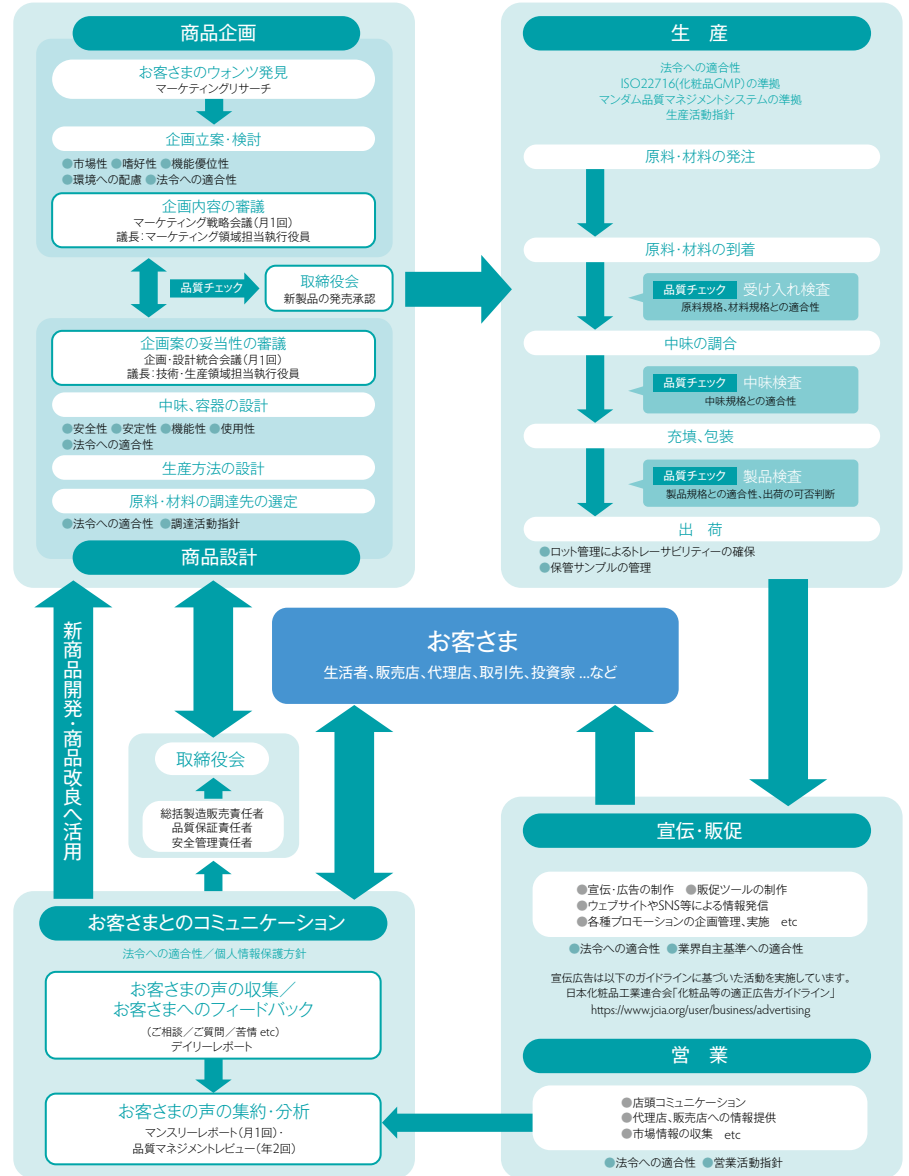 商品企画
お客さまのウォンツ発見
マーケティングリサーチ
企画立案・検討
●市場性 ●嗜好性 ●機能優位性
●環境への配慮 ●法令への適合性
企画内容の審議
マーケティング戦略会議(月1回)
議長:マーケティング領域担当執行役員
品質チェック
取締役会
新製品の発売承認
企画案の妥当性の審議
企画・設計統合会議(月1回)
議長:技術・生産領域担当執行役員
中味、容器の設計
●安全性 ●安定性 ●機能性 ●使用性
●法令への適合性
生産方法の設計
原料・材料の調達先の選定
●法令への適合性 ●調達活動指針
商品設計
生 産
法令への適合性
ISO22716(化粧品GMP)の準拠
マンダム品質マネジメントシステムの準拠
生産活動指針
原料・材料の発注
原料・材料の到着
品質チェック 受け入れ検査
原料規格、材料規格との適合性
中味の調合
品質チェック 中味検査
中味規格との適合性
充填、包装
品質チェック 製品検査
製品規格との適合性、出荷の可否判断
出 荷
●ロット管理によるトレーサビリティーの確保
●保管サンプルの管理
新商品開発・商品改良へ活用
お客さま
生活者、販売店、代理店、取引先、投資家 ...など
取締役会
総括製造販売責任者
品質保証責任者
安全管理責任者
お客さまとのコミュニケーション
法令への適合性/個人情報保護方針
お客さまの声の収集/
お客さまへのフィードバック
(ご相談/ご質問/苦情 etc)
デイリーレポート
お客さまの声の集約・分析
マンスリーレポート(月1回)・
品質マネジメントレビュー(年2回)
宣伝・販促
●宣伝・広告の制作 ●販促ツールの制作
●ウェブサイトやSNS等による情報発信
●各種プロモーションの企画管理、実施 etc
●法令への適合性 ●業界自主基準への適合性
宣伝広告は以下のガイドラインに基づいた活動を実施しています。
日本化粧品工業連合会「化粧品等の適正広告ガイドライン」
https://www.jcia.org/user/business/advertising
営 業
●店頭コミュニケーション
●代理店、販売店への情報提供
●市場情報の収集 etc
●法令への適合性 ●営業活動指針